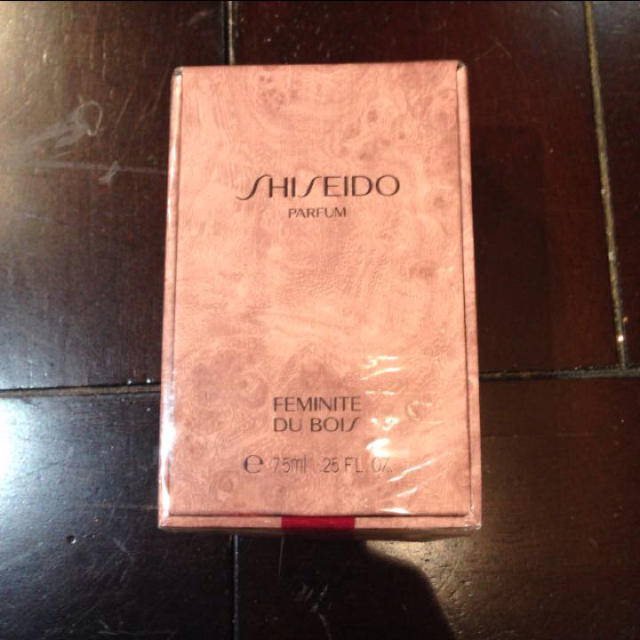 SHISEIDO
PARFUM
FEMINITE
DU BOIS
℮ 7.5ml .25 FL. OZ.